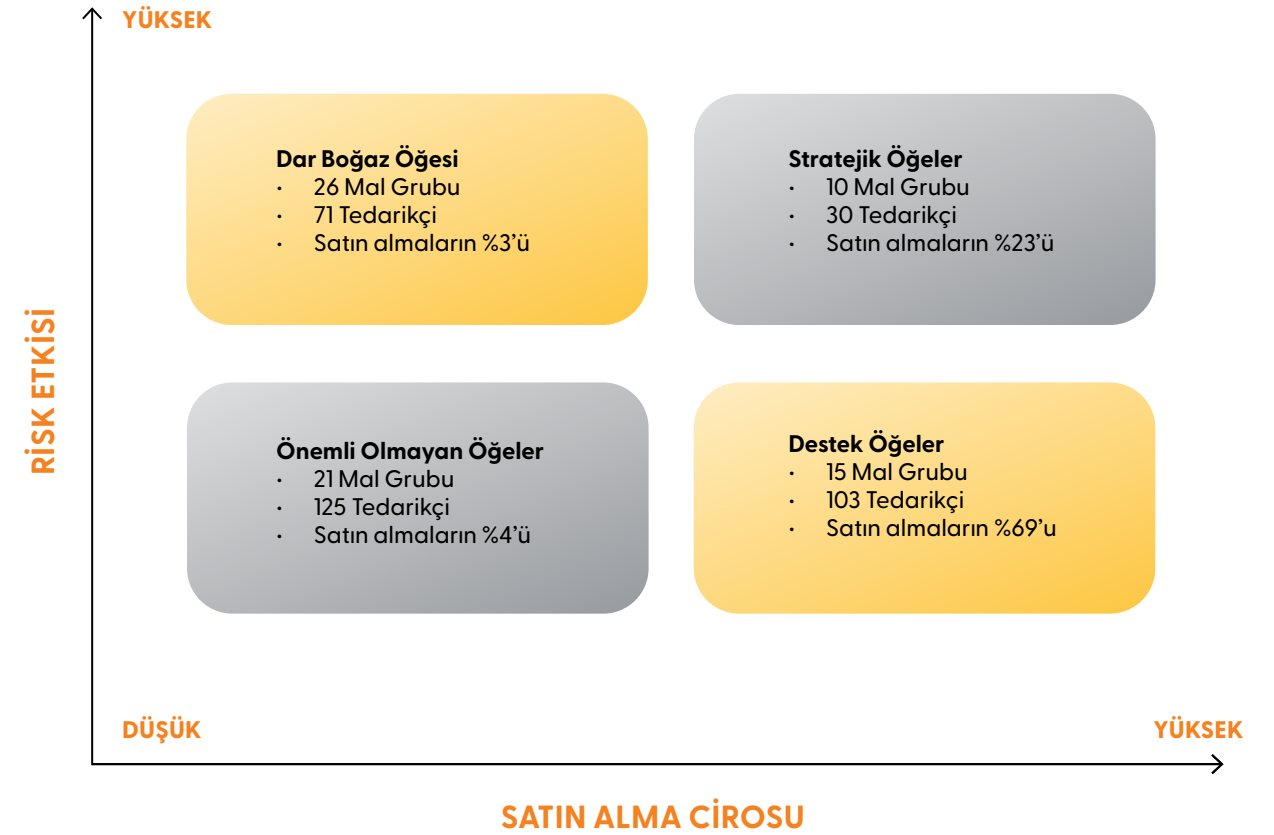 YÜKSEK
RİSK ETKİSİ
Dar Boğaz Öğesi
· 26 Mal Grubu
· 71 Tedarikçi
· Satın almaların %3’ü
Stratejik Öğeler
· 10 Mal Grubu
· 30 Tedarikçi
· Satın almaların %23’ü
Önemli Olmayan Öğeler
· 21 Mal Grubu
· 125 Tedarikçi
· Satın almaların %4’ü
Destek Öğeler
· 15 Mal Grubu
· 103 Tedarikçi
· Satın almaların %69’u
DÜŞÜK
YÜKSEK
SATIN ALMA CİROSU